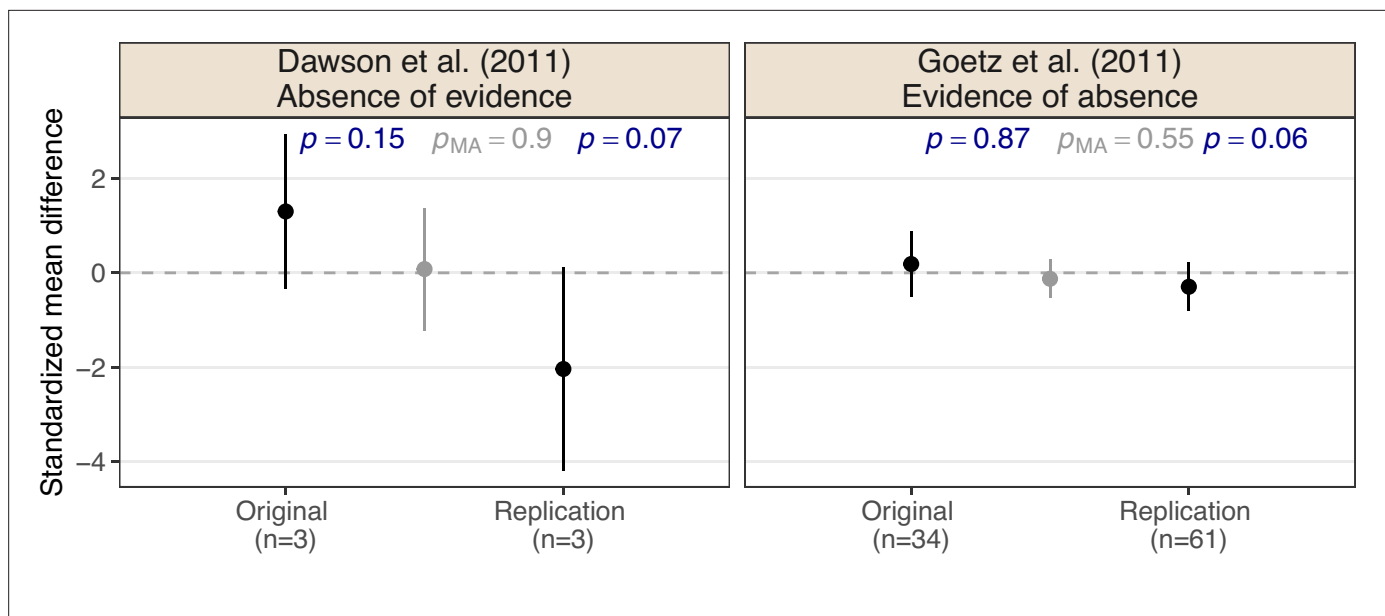 Dawson et al. (2011)
Absence of evidence
Goetz et al. (2011)
Evidence of absence
p = 0.15 pMA = 0.9 p = 0.07
p = 0.87 pMA = 0.55 p = 0.06
Standardized mean difference
2
0
−2
−4
Original
(n=3)
Replication
(n=3)
Original
(n=34)
Replication
(n=61)